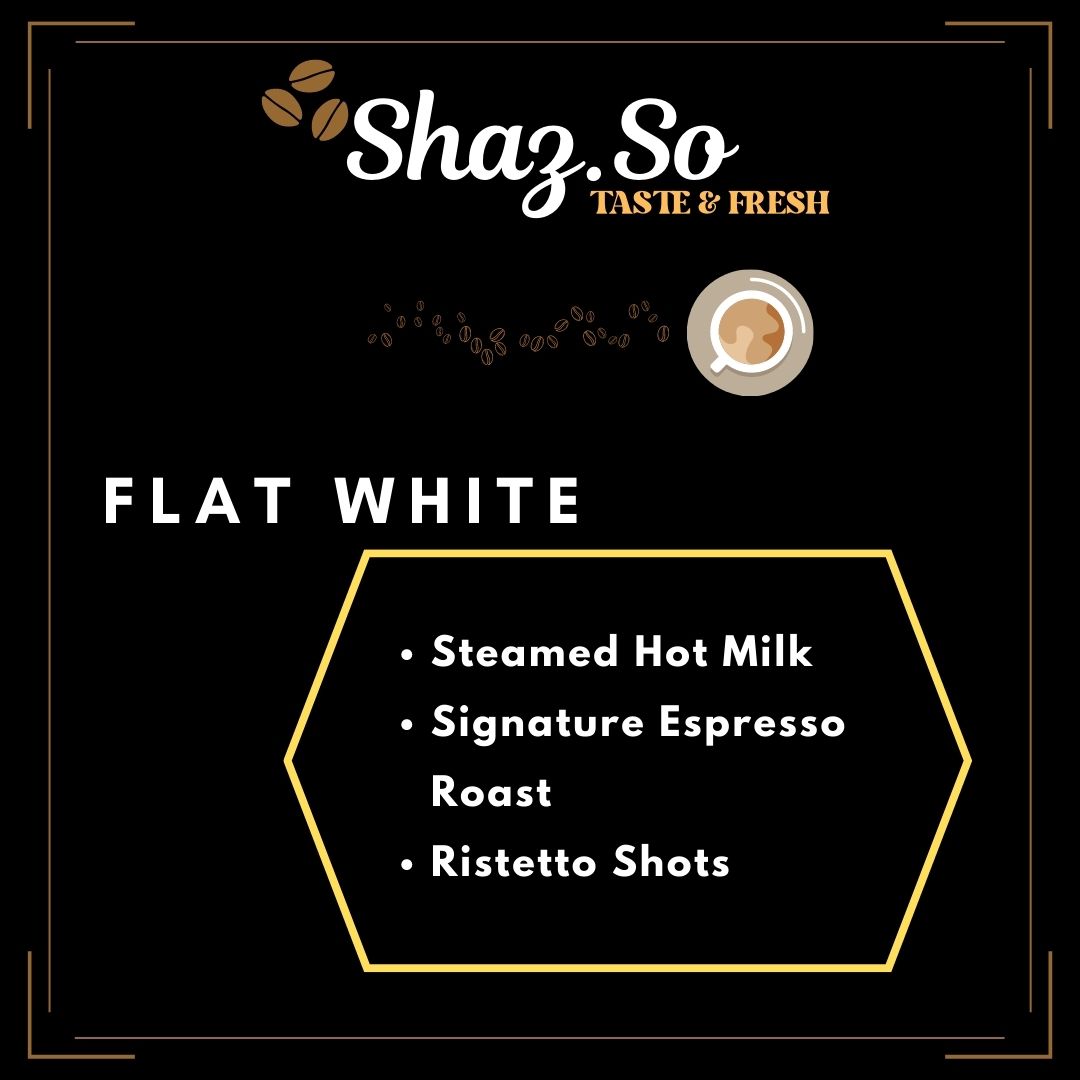 Shaz.So
TASTE & FRESH
FLAT WHITE
• Steamed Hot Milk
• Signature Espresso
Roast
• Ristetto Shots